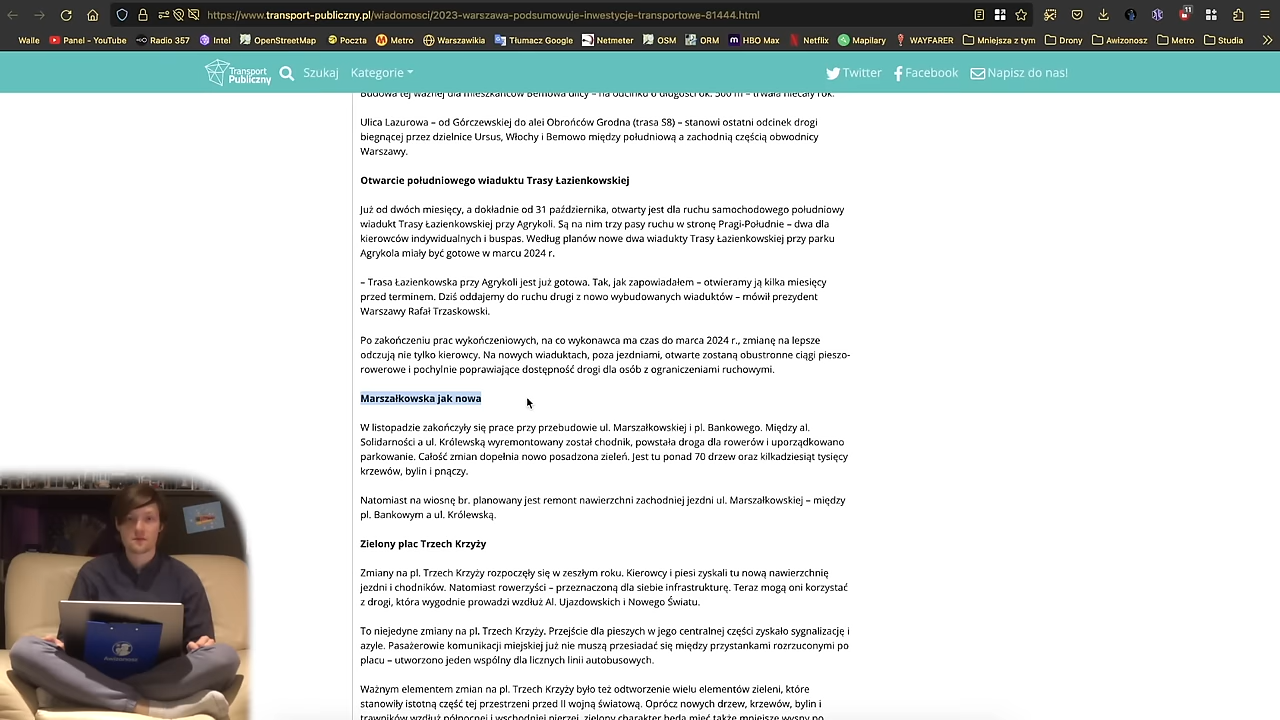 https://www.transport-publiczny.pl/wiadomosci/2023-warszawa-podsumowuje-inwestycje-transportowe-81444.html
11
Walle Panel - YouTube Radio 357 Intel OpenStreetMap Poczta Metro Warszawikia Tłumacz Google Netmeter OSM ORM HBO Max Netflix Mapilary WAYFARER Mniejsza z tym Drony Awizonosz Metro Studia
Transport Publiczny Szukaj Kategorie Twitter Facebook Napisz do nas!
Budowa tej ważnej dla mieszkańców Bemowa ulicy – na odcinku o długości ok. 500 m – trwała niecały rok.
Ulica Lazurowa – od Górczewskiej do alei Obrońców Grodna (trasa S8) – stanowi ostatni odcinek drogi
biegnącej przez dzielnice Ursus, Włochy i Bemowo między południową a zachodnią częścią obwodnicy
Warszawy.
Otwarcie południowego wiaduktu Trasy Łazienkowskiej
Już od dwóch miesięcy, a dokładnie od 31 października, otwarty jest dla ruchu samochodowego południowy
wiadukt Trasy Łazienkowskiej przy Agrykoli. Są na nim trzy pasy ruchu w stronę Pragi-Południe – dwa dla
kierowców indywidualnych i buspas. Według planów nowe dwa wiadukty Trasy Łazienkowskiej przy parku
Agrykola miały być gotowe w marcu 2024 r.
– Trasa Łazienkowska przy Agrykoli jest już gotowa. Tak, jak zapowiadałem – otwieramy ją kilka miesięcy
przed terminem. Dziś oddajemy do ruchu drugi z nowo wybudowanych wiaduktów – mówił prezydent
Warszawy Rafał Trzaskowski.
Po zakończeniu prac wykończeniowych, na co wykonawca ma czas do marca 2024 r., zmianę na lepsze
odczują nie tylko kierowcy. Na nowych wiaduktach, poza jezdniami, otwarte zostaną obustronne ciągi pieszo-
rowerowe i pochylnie poprawiające dostępność drogi dla osób z ograniczeniami ruchowymi.
Marszałkowska jak nowa
W listopadzie zakończyły się prace przy przebudowie ul. Marszałkowskiej i pl. Bankowego. Między al.
Solidarności a ul. Królewską wyremontowany został chodnik, powstała droga dla rowerów i uporządkowano
parkowanie. Całość zmian dopełnia nowo posadzona zieleń. Jest tu ponad 70 drzew oraz kilkadziesiąt tysięcy
krzewów, bylin i pnączy.
Natomiast na wiosnę br. planowany jest remont nawierzchni zachodniej jezdni ul. Marszałkowskiej – między
pl. Bankowym a ul. Królewską.
Zielony plac Trzech Krzyży
Zmiany na pl. Trzech Krzyży rozpoczęły się w zeszłym roku. Kierowcy i piesi zyskali tu nową nawierzchnię
jezdni i chodników. Natomiast rowerzyści – przeznaczoną dla siebie infrastrukturę. Teraz mogą oni korzystać
z drogi, która wygodnie prowadzi wzdłuż Al. Ujazdowskich i Nowego Światu.
To niejedyne zmiany na pl. Trzech Krzyży. Przejście dla pieszych w jego centralnej części zyskało sygnalizację i
azyle. Pasażerowie komunikacji miejskiej już nie muszą przesiadać się między przystankami rozrzuconymi po
placu – utworzono jeden wspólny dla licznych linii autobusowych.
Ważnym elementem zmian na pl. Trzech Krzyży było też odtworzenie wielu elementów zieleni, które
stanowiły istotną część tej przestrzeni przed II wojną światową. Oprócz nowych drzew, krzewów, bylin i
trawników wzdłuż północnej i wschodniej pierzei, zielony charakter będą mieć także mniejsze wyspy po